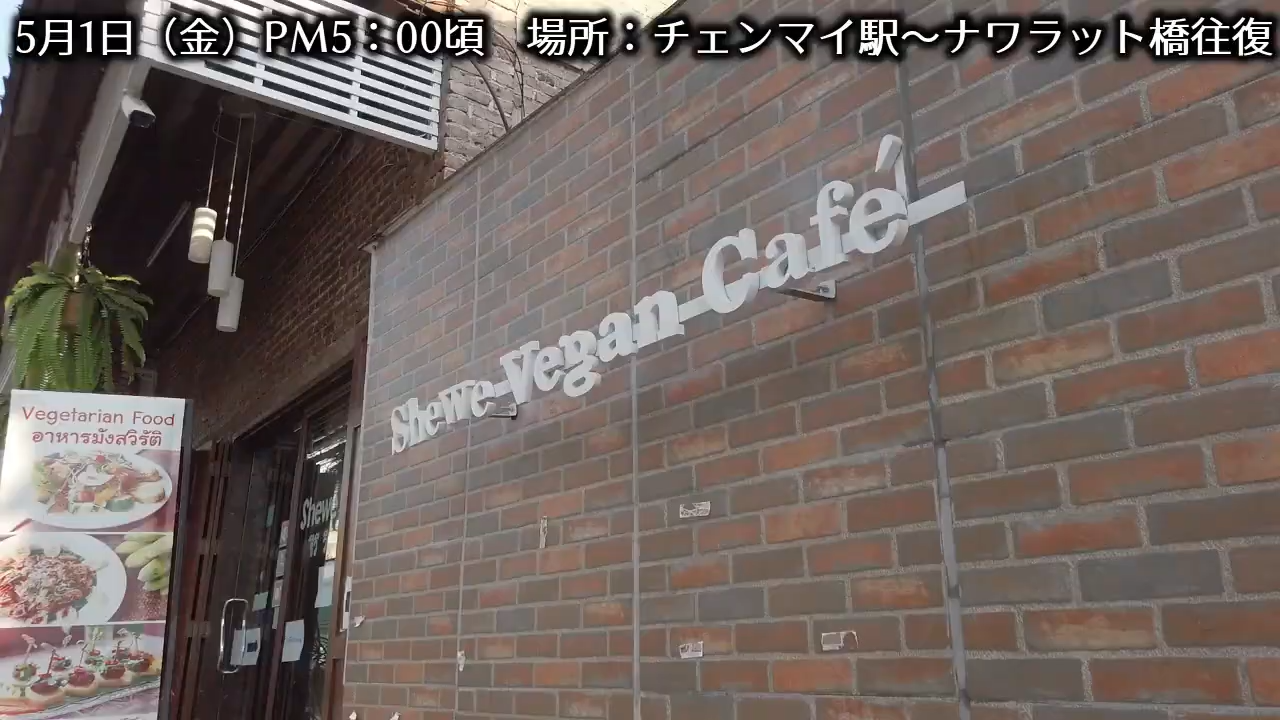 5月1日（金）PM5：00頃　場所：チェンマイ駅～ナワラット橋往復
SheWe Vegan Café
Vegetarian Food
อาหารมังสวิรัติ
Shewe